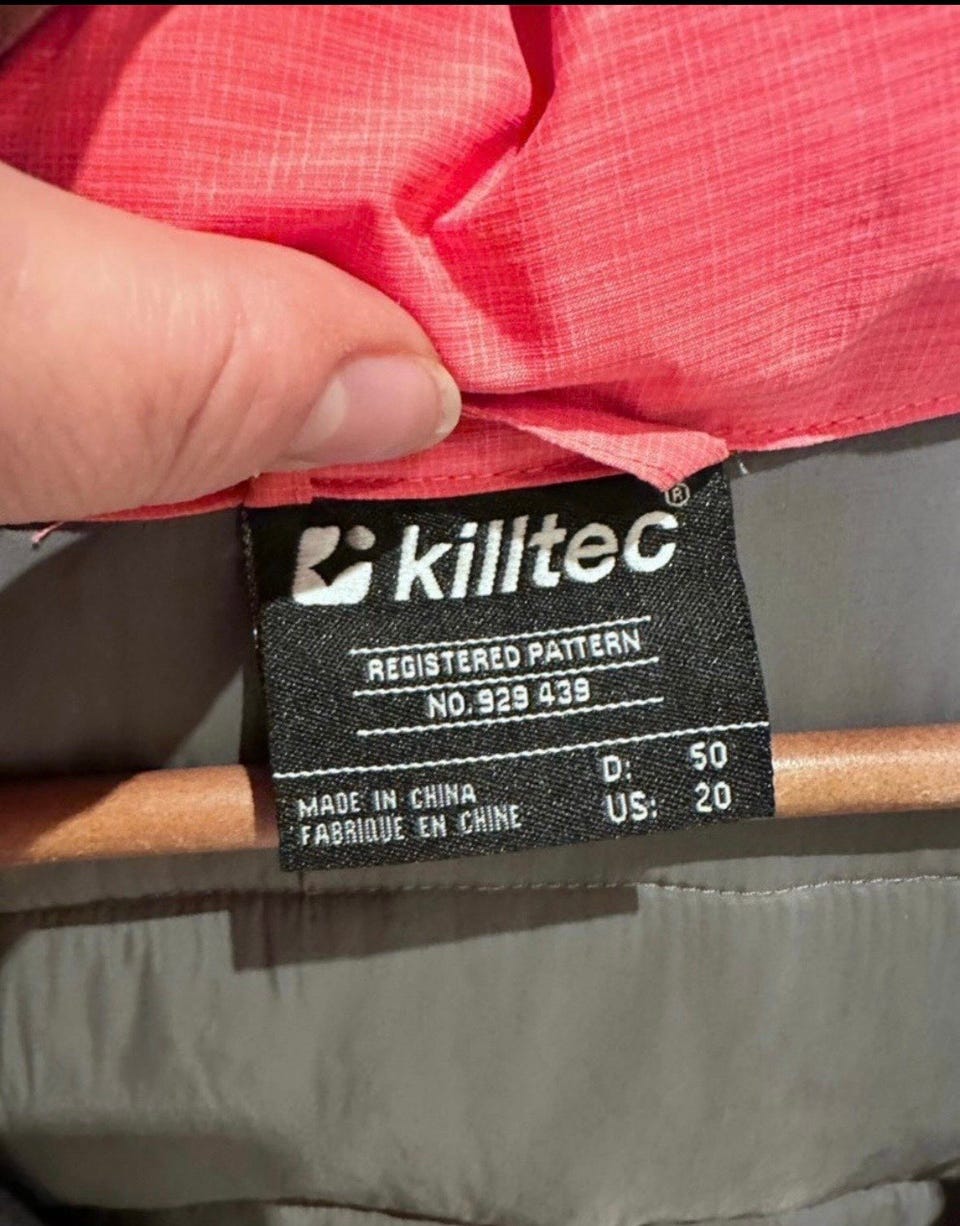 killtec®
REGISTERED PATTERN
NO. 929 439
MADE IN CHINA
FABRIQUE EN CHINE
D: 50
US: 20